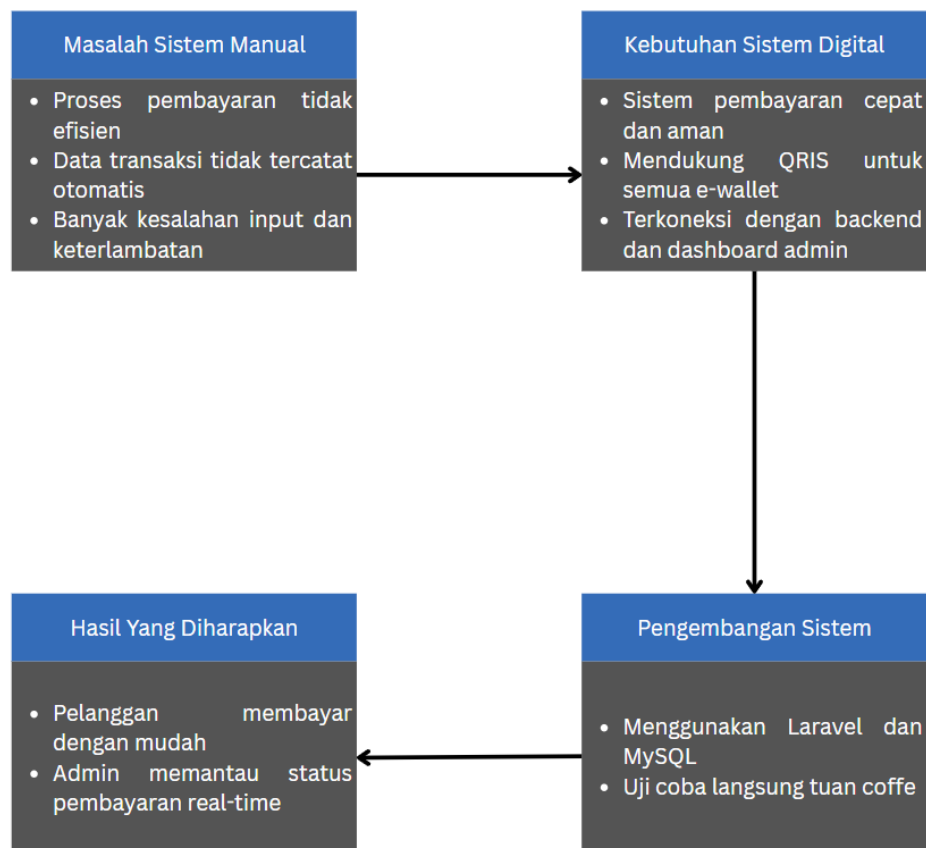 Masalah Sistem Manual
• Proses pembayaran tidak
efisien
• Data transaksi tidak tercatat
otomatis
• Banyak kesalahan input dan
keterlambatan
Kebutuhan Sistem Digital
• Sistem pembayaran cepat
dan aman
• Mendukung QRIS untuk
semua e-wallet
• Terkoneksi dengan backend
dan dashboard admin
Pengembangan Sistem
• Menggunakan Laravel dan
MySQL
• Uji coba langsung tuan coffe
Hasil Yang Diharapkan
• Pelanggan membayar
dengan mudah
• Admin memantau status
pembayaran real-time